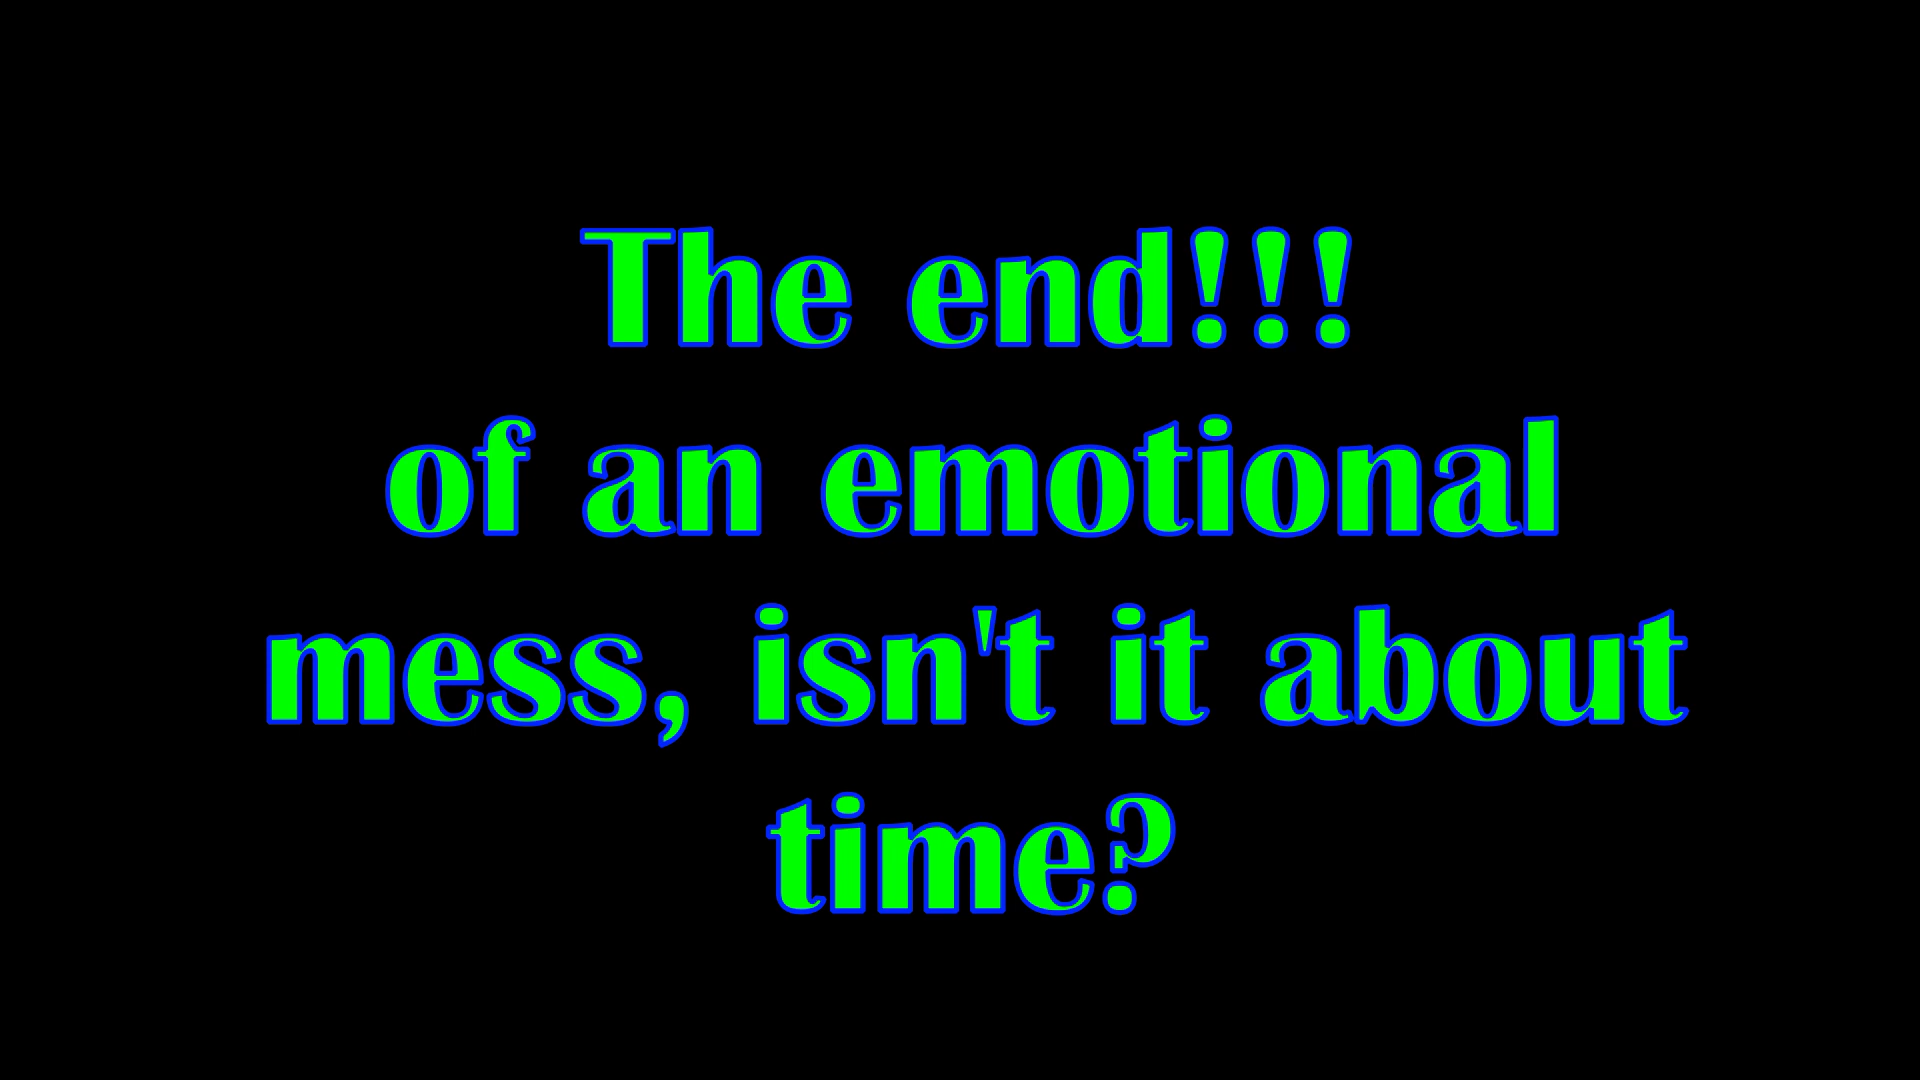 The end!!!
of an emotional
mess, isn't it about
time?